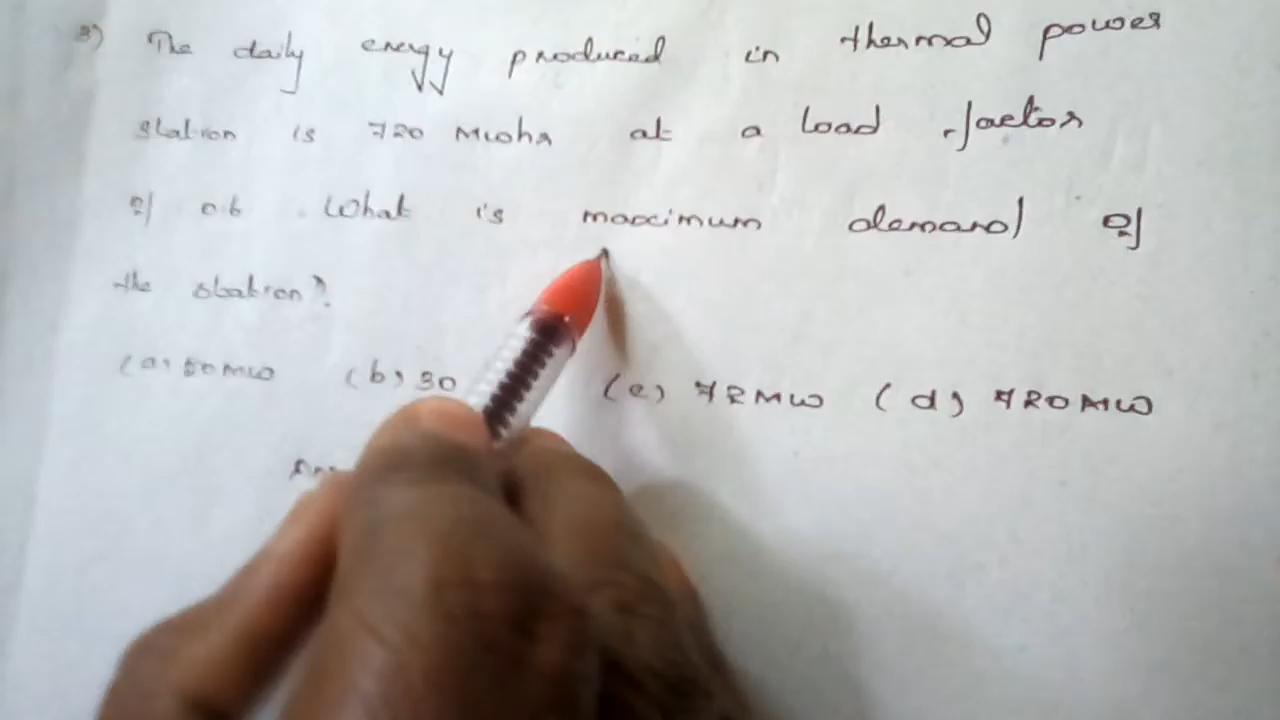 3) The daily energy produced in thermal power
station is 720 Mwhr at a load factor
of 0.6 . What is maximum demand of
the station?
(a) 50MW (b) 30 (c) 72MW (d) 720MW